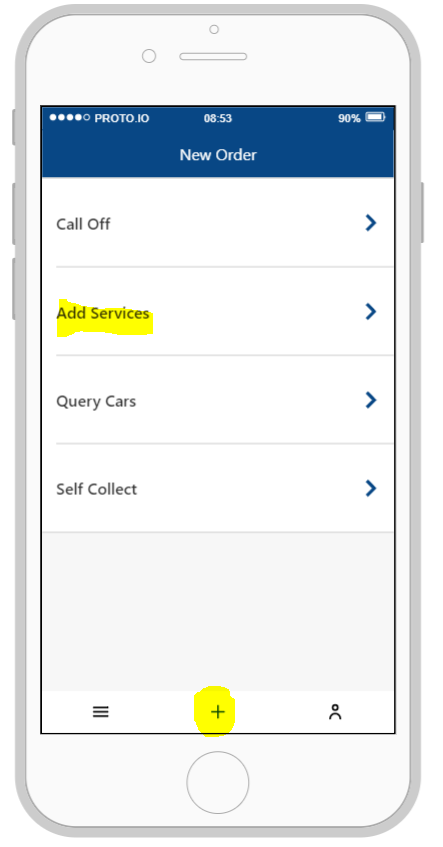 PROTO.IO 08:53 90%
New Order
Call Off
Add Services
Query Cars
Self Collect